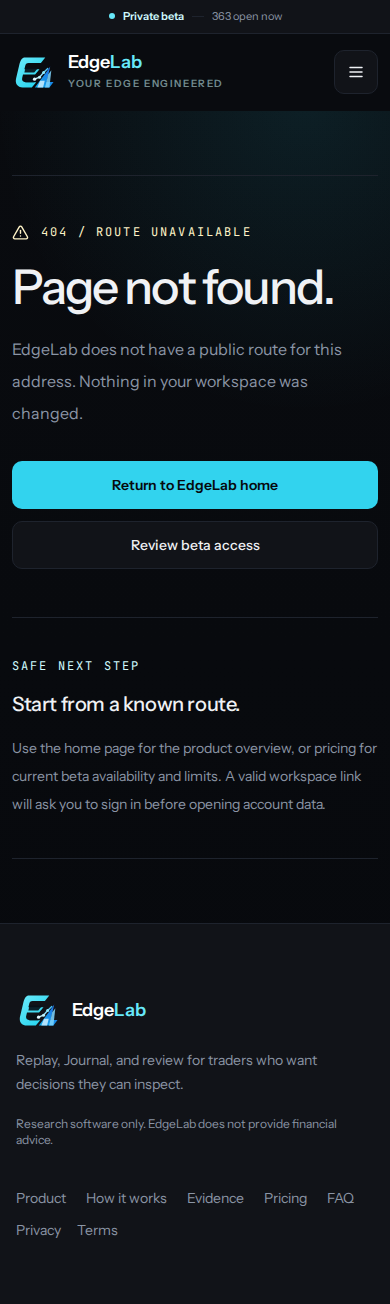 Private beta — 363 open now
EdgeLab
YOUR EDGE ENGINEERED
404 / ROUTE UNAVAILABLE
Page not found.
EdgeLab does not have a public route for this
address. Nothing in your workspace was
changed.
Return to EdgeLab home
Review beta access
SAFE NEXT STEP
Start from a known route.
Use the home page for the product overview, or pricing for
current beta availability and limits. A valid workspace link
will ask you to sign in before opening account data.
EdgeLab
Replay, Journal, and review for traders who want
decisions they can inspect.
Research software only. EdgeLab does not provide financial
advice.
Product How it works Evidence Pricing FAQ
Privacy Terms